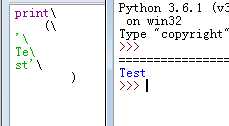 print\
(\
'\
Te\
st'\
)
Python 3.6.1 (v3
on win32
Type "copyright"
>>>
====================
Test
>>>